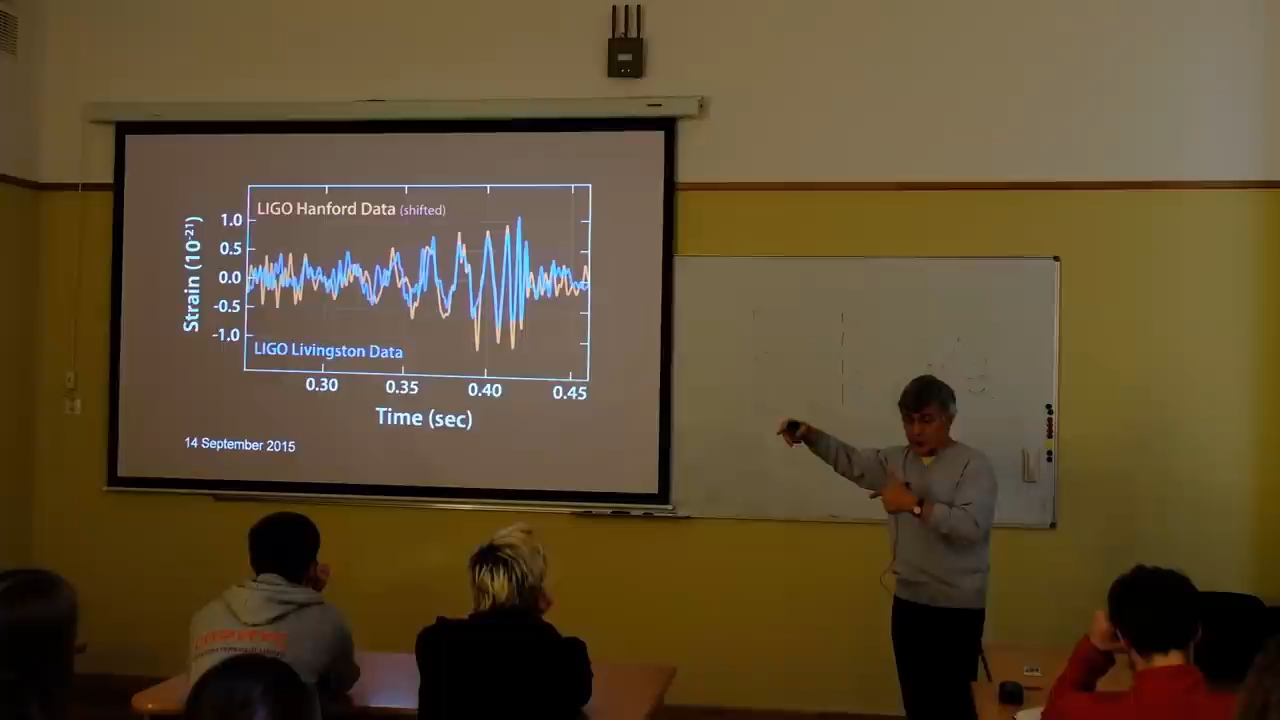 LIGO Hanford Data (shifted)
1.0
0.5
0.0
-0.5
-1.0
Strain (10-21)
LIGO Livingston Data
0.30 0.35 0.40 0.45
Time (sec)
14 September 2015